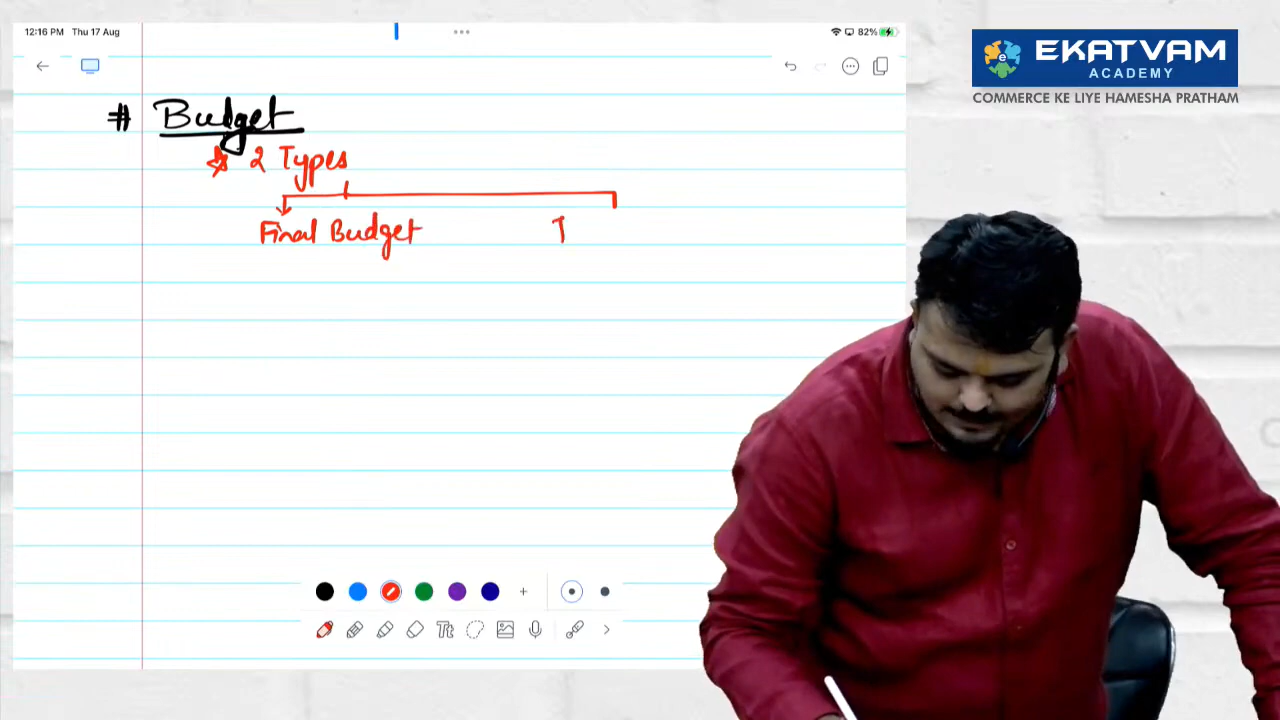 12:16 PM Thu 17 Aug
82%
EKATVAM
ACADEMY
COMMERCE KE LIYE HAMESHA PRATHAM
# Budget
2 Types
Final Budget I
Tt